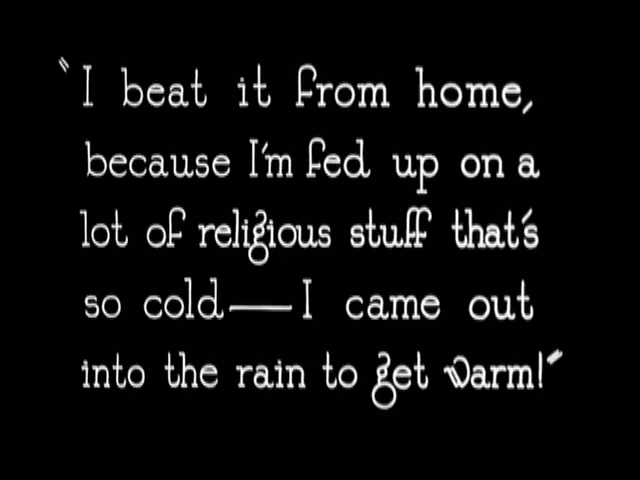 "I beat it from home,
because I'm fed up on a
lot of religious stuff that's
so cold—I came out
into the rain to get warm!"